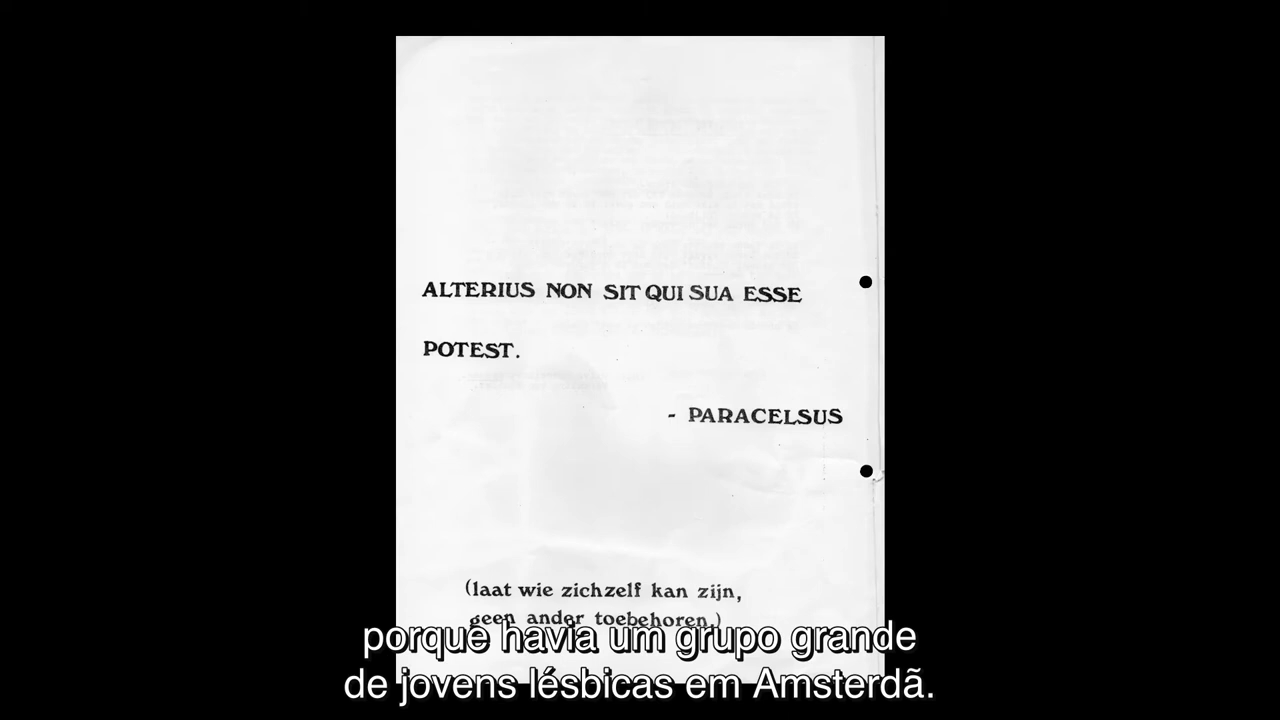 ALTERIUS NON SIT QUI SUA ESSE
POTEST.
- PARACELSUS
(laat wie zichzelf kan zijn,
geen ander toebehoren.)
porque havia um grupo grande
de jovens lésbicas em Amsterdã.